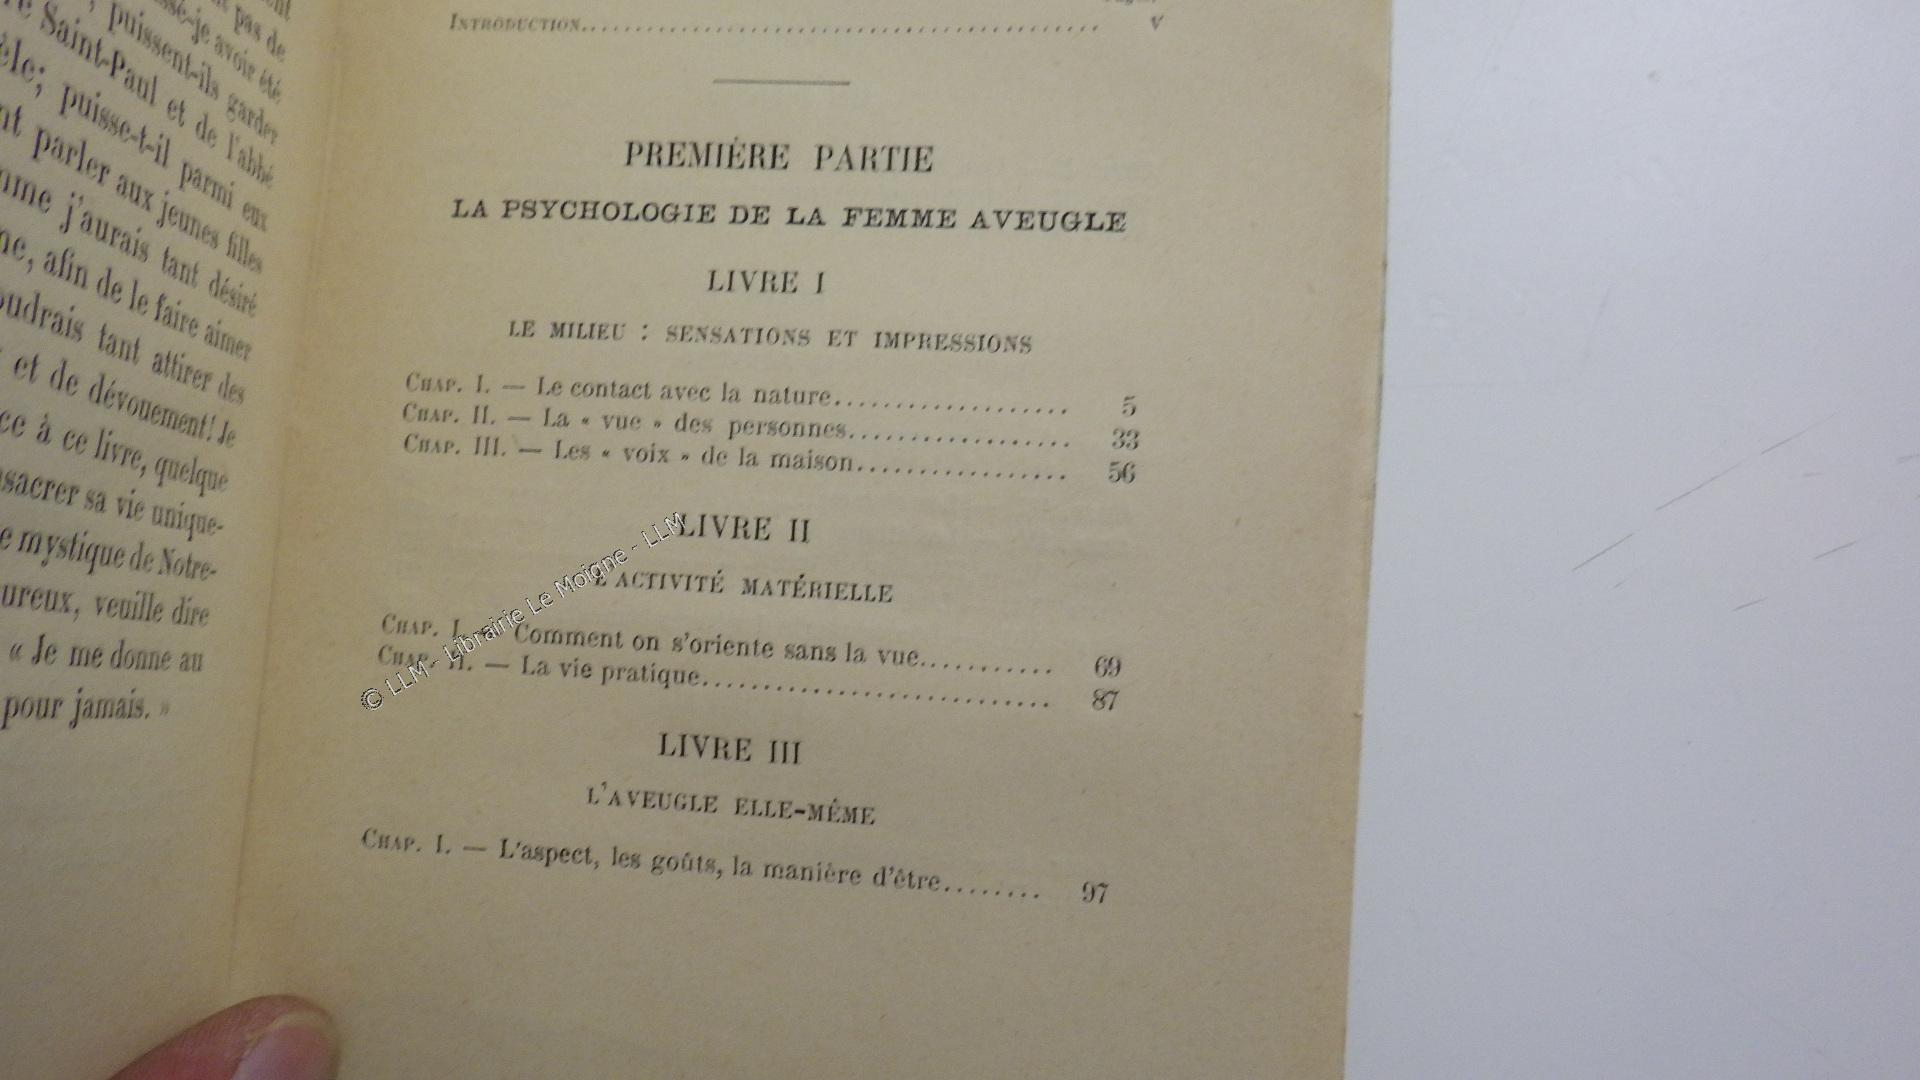 pas de
-je avoir été
puissent-ils garder
Saint-Paul et de l'abbé
puisse-t-il parmi eux
parler aux jeunes filles
j'aurais tant désiré
afin de le faire aimer
tant attirer des
et de dévouement! Je
à ce livre, quelque
sa vie unique-
mystique de Notre-
veuille dire
« Je me donne au
pour jamais. »
INTRODUCTION............ V
PREMIÈRE PARTIE
LA PSYCHOLOGIE DE LA FEMME AVEUGLE
LIVRE I
LE MILIEU : SENSATIONS ET IMPRESSIONS
CHAP. I. — Le contact avec la nature............ 5
CHAP. II. — La « vue » des personnes............ 33
CHAP. III. — Les « voix » de la maison............ 56
LIVRE II
L'ACTIVITÉ MATÉRIELLE
CHAP. I. — Comment on s'oriente sans la vue............ 69
CHAP. II. — La vie pratique............ 87
LIVRE III
L'AVEUGLE ELLE-MÊME
CHAP. I. — L'aspect, les goûts, la manière d'être........ 97
© LLM - Librairie Le Moigne - LLM